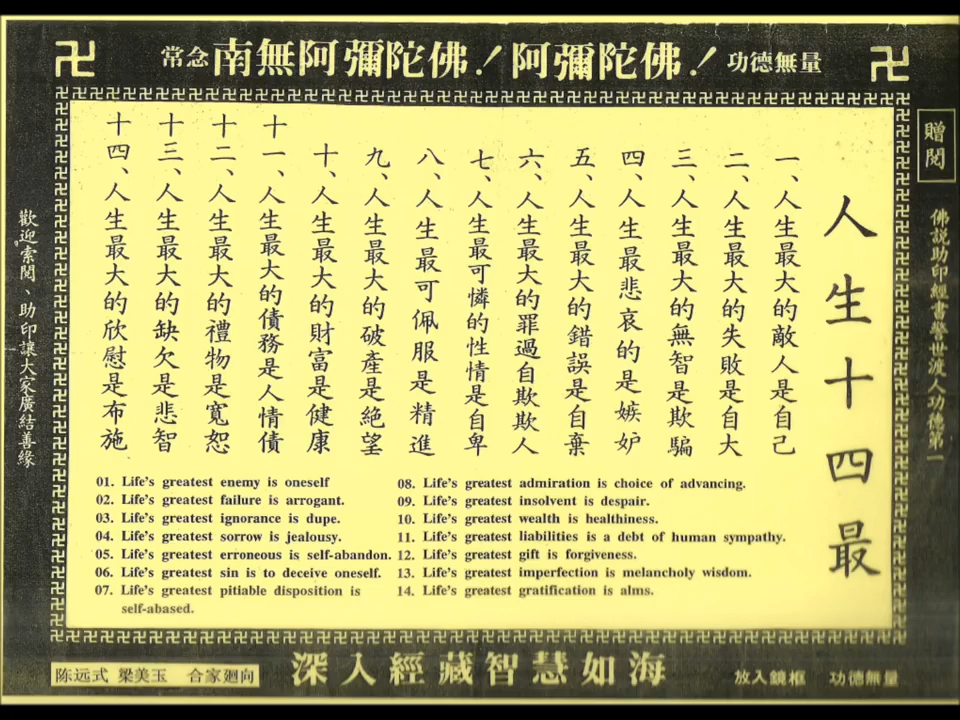 卍 常念 南無阿彌陀佛！阿彌陀佛！ 功德無量 卍
贈閱
佛說助印經書警世渡人功德第一
人生十四最
一、人生最大的敵人是自己
二、人生最大的失敗是自大
三、人生最大的無智是欺騙
四、人生最悲哀的是嫉妒
五、人生最大的錯誤是自棄
六、人生最大的罪過自欺欺人
七、人生最可憐的性情是自卑
八、人生最可佩服是精進
九、人生最大的破產是絕望
十、人生最大的財富是健康
十一、人生最大的債務是人情債
十二、人生最大的禮物是寬恕
十三、人生最大的缺欠是悲智
十四、人生最大的欣慰是布施
歡迎索閱、助印讓大家廣結善緣
01. Life's greatest enemy is oneself
02. Life's greatest failure is arrogant.
03. Life's greatest ignorance is dupe.
04. Life's greatest sorrow is jealousy.
05. Life's greatest erroneous is self-abandon.
06. Life's greatest sin is to deceive oneself.
07. Life's greatest pitiable disposition is
self-abased.
08. Life's greatest admiration is choice of advancing.
09. Life's greatest insolvent is despair.
10. Life's greatest wealth is healthiness.
11. Life's greatest liabilities is a debt of human sympathy.
12. Life's greatest gift is forgiveness.
13. Life's greatest imperfection is melancholy wisdom.
14. Life's greatest gratification is alms.
陈远式 梁美玉 合家廻向
深入經藏智慧如海
放入鏡框 功德無量